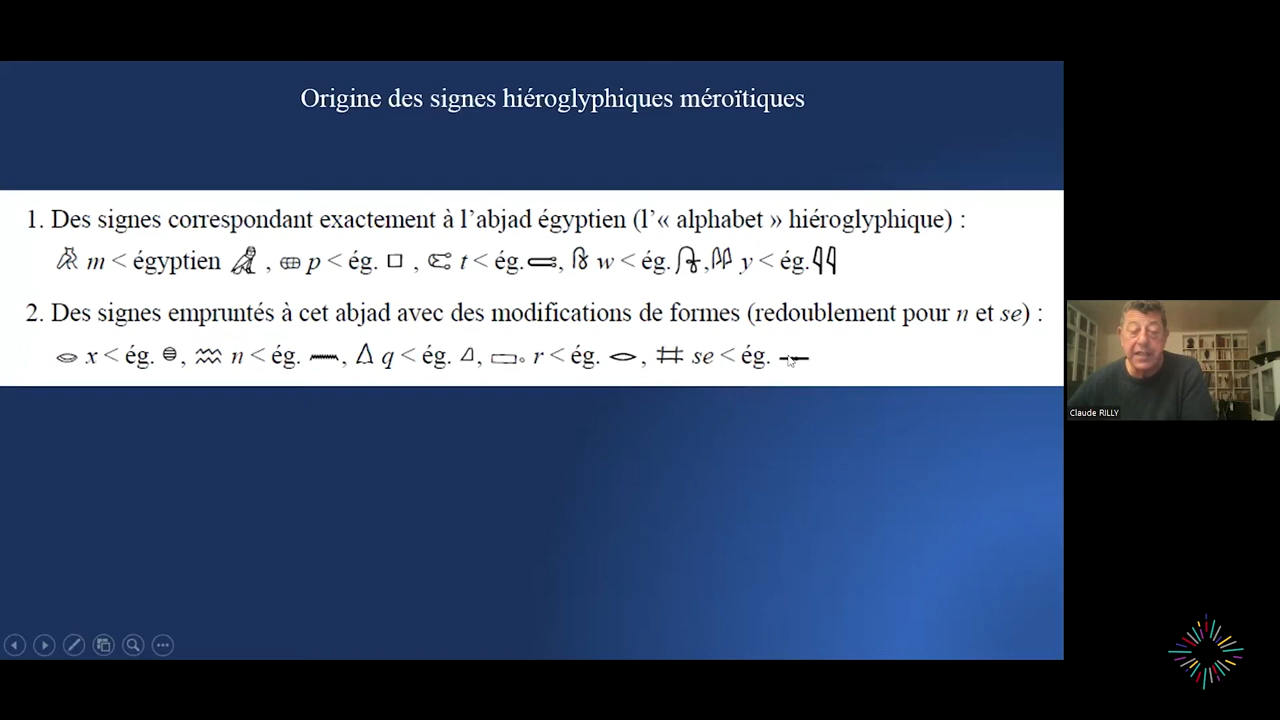 Origine des signes hiéroglyphiques méroïtiques
1. Des signes correspondant exactement à l’abjad égyptien (l’« alphabet » hiéroglyphique) :
m < égyptien , p < ég. , t < ég. , w < ég. , y < ég.
2. Des signes empruntés à cet abjad avec des modifications de formes (redoublement pour n et se) :
x < ég. , n < ég. , q < ég. , r < ég. , se < ég.
Claude RILLY